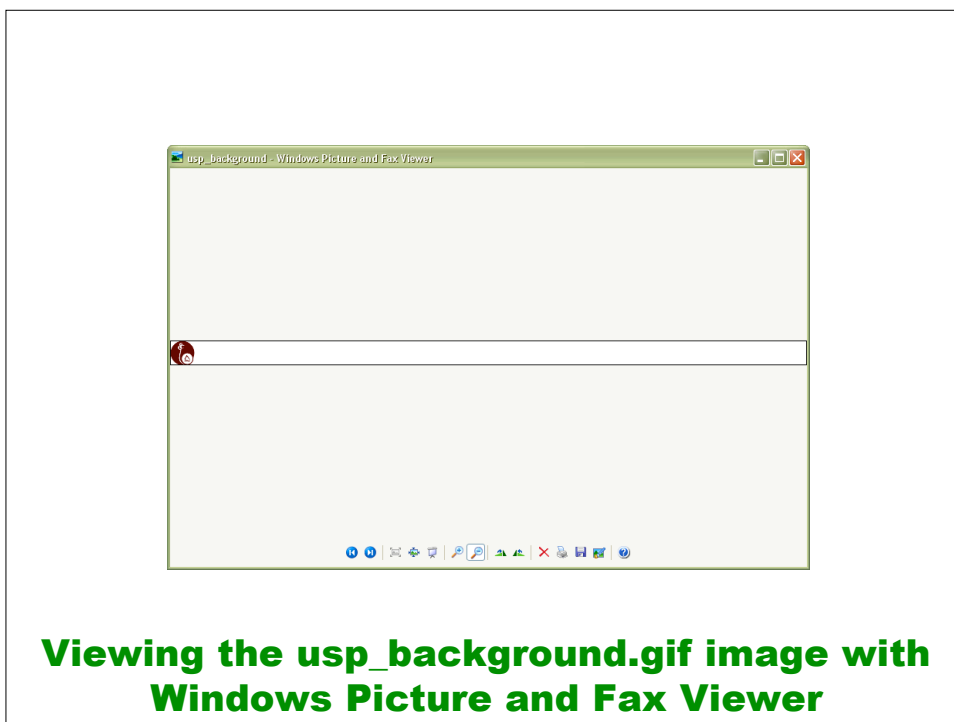 usp_background - Windows Picture and Fax Viewer
Viewing the usp_background.gif image with
Windows Picture and Fax Viewer